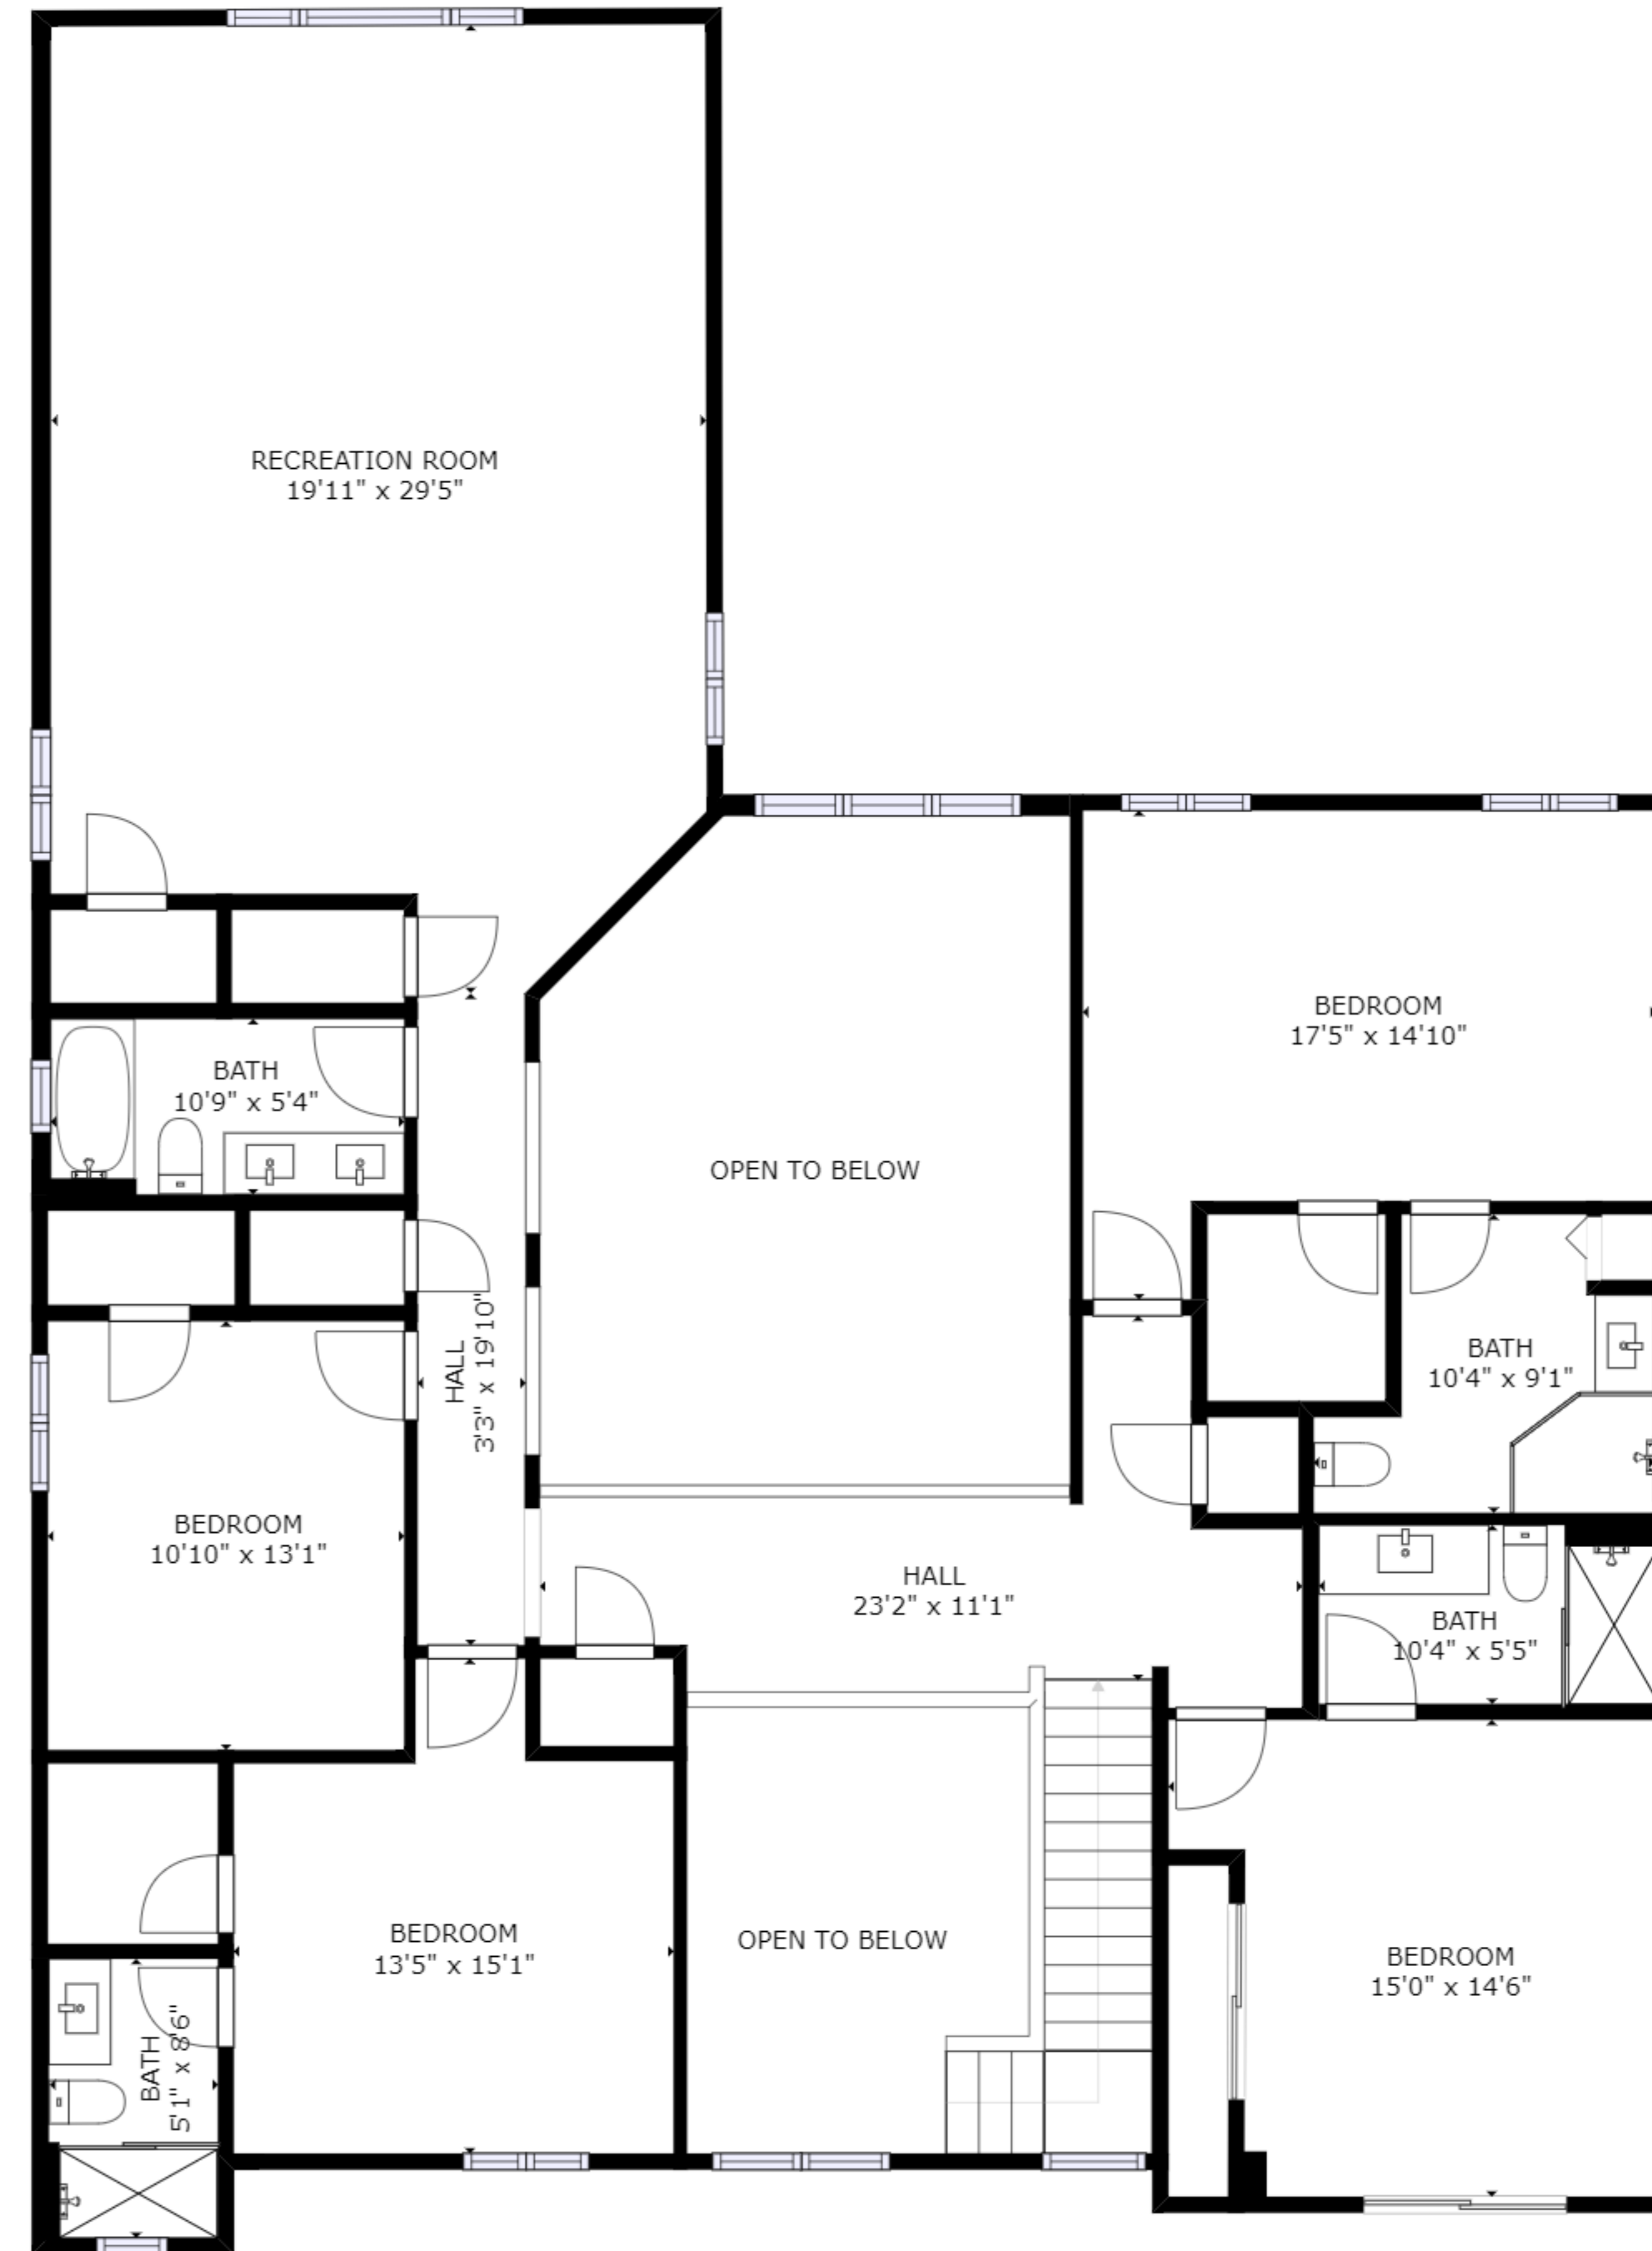 RECREATION ROOM
19'11" x 29'5"
BEDROOM
17'5" x 14'10"
BATH
10'9" x 5'4"
OPEN TO BELOW
HALL
3'3" x 19'10"
BATH
10'4" x 9'1"
BEDROOM
10'10" x 13'1"
HALL
23'2" x 11'1"
BATH
10'4" x 5'5"
BEDROOM
13'5" x 15'1"
OPEN TO BELOW
BEDROOM
15'0" x 14'6"
BATH
5'1" x 8'6"